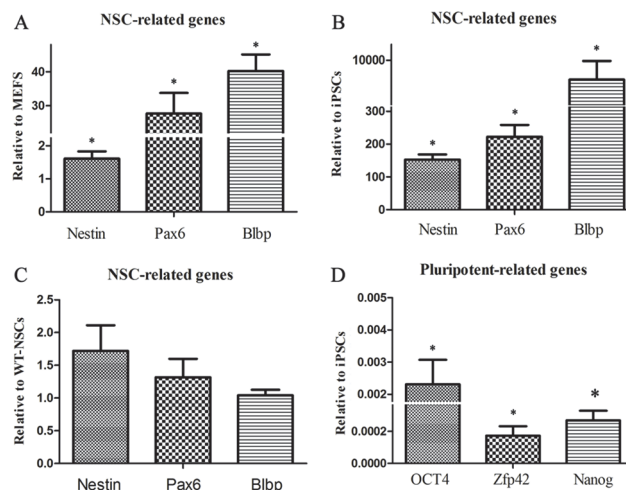 A
NSC-related genes
Relative to MEFS
40
30
2
1
0
*
*
*
Nestin Pax6 Blbp
B
NSC-related genes
Relative to iPSCs
10000
300
200
100
0
*
*
*
Nestin Pax6 Blbp
C
NSC-related genes
Relative to WT-NSCs
2.5
2.0
1.5
1.0
0.5
0.0
Nestin Pax6 Blbp
D
Pluripotent-related genes
Relative to iPSCs
0.005
0.004
0.003
0.002
0.0002
0.0000
*
*
*
OCT4 Zfp42 Nanog